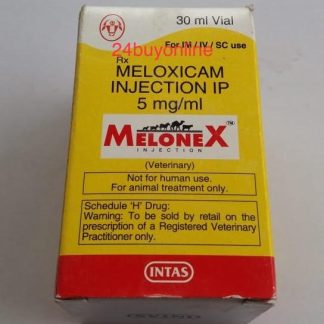 30 ml Vial
24buyonline
For IM / IV / SC use
Rx
MELOXICAM
INJECTION IP
5 mg/ml
MELONEX TM
INJECTION
(Veterinary)
Not for human use.
For animal treatment only.
Schedule 'H' Drug:
Warning: To be sold by retail on the
prescription of a Registered Veterinary
Practitioner only.
INTAS
INTAS